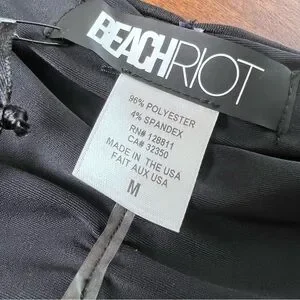 BEACHRIOT
96% POLYESTER
4% SPANDEX
RN# 128811
CA# 32350
MADE IN THE USA
FAIT AUX USA
M